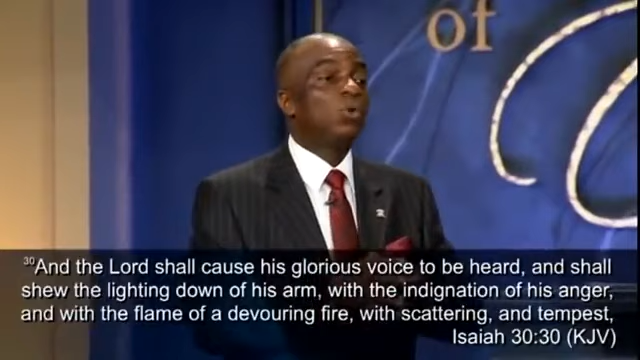 of
³⁰And the Lord shall cause his glorious voice to be heard, and shall
shew the lighting down of his arm, with the indignation of his anger,
and with the flame of a devouring fire, with scattering, and tempest,
Isaiah 30:30 (KJV)